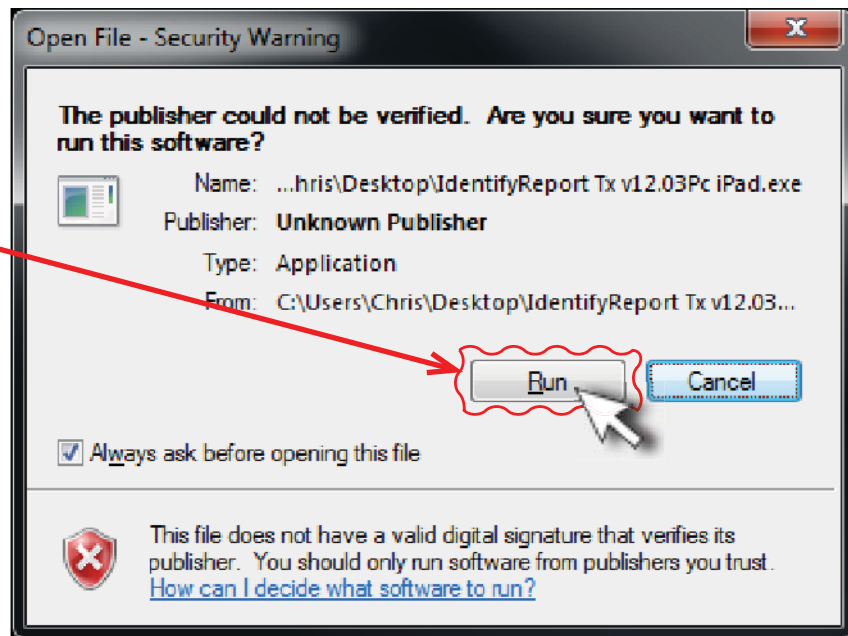 Open File - Security Warning
The publisher could not be verified. Are you sure you want to
run this software?
Name: ...hris\Desktop\IdentifyReport Tx v12.03Pc iPad.exe
Publisher: Unknown Publisher
Type: Application
From: C:\Users\Chris\Desktop\IdentifyReport Tx v12.03...
Run Cancel
Always ask before opening this file
This file does not have a valid digital signature that verifies its
publisher. You should only run software from publishers you trust.
How can I decide what software to run?